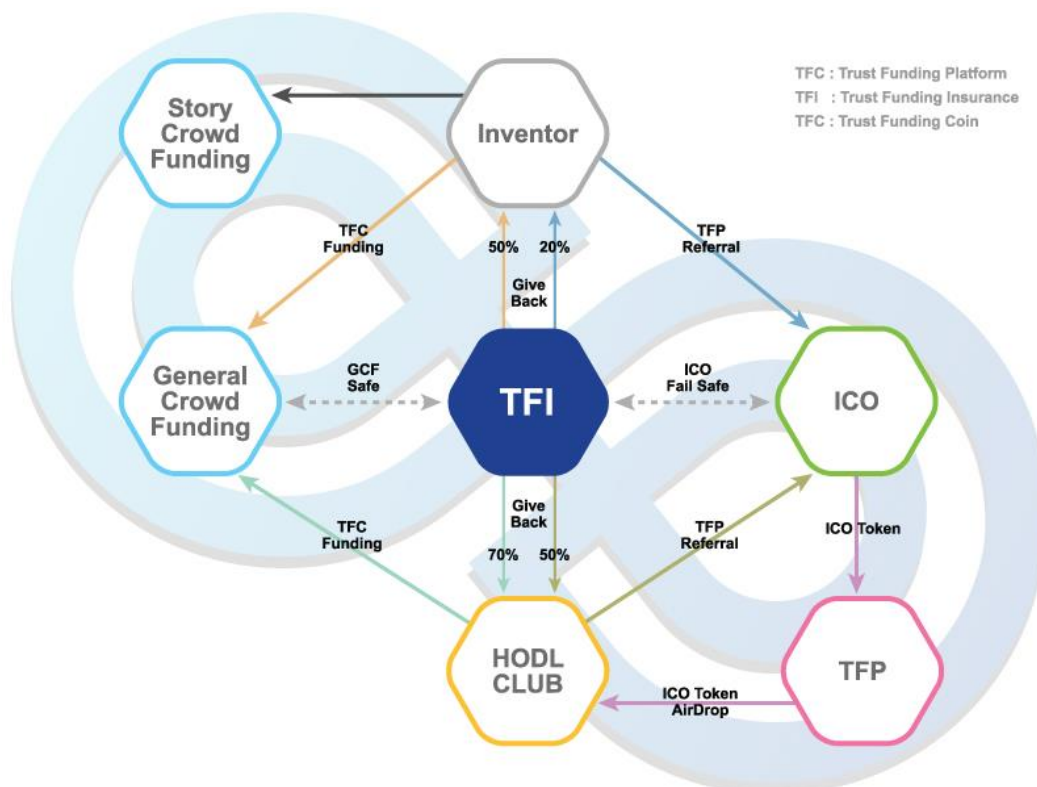 TFC : Trust Funding Platform
TFI : Trust Funding Insurance
TFC : Trust Funding Coin
Story
Crowd
Funding
Inventor
TFC
Funding
50%
20%
Give
Back
TFP
Referral
General
Crowd
Funding
GCF
Safe
TFI
ICO
Fail Safe
ICO
TFC
Funding
Give
Back
70%
50%
TFP
Referral
ICO Token
HODL
CLUB
ICO Token
AirDrop
TFP